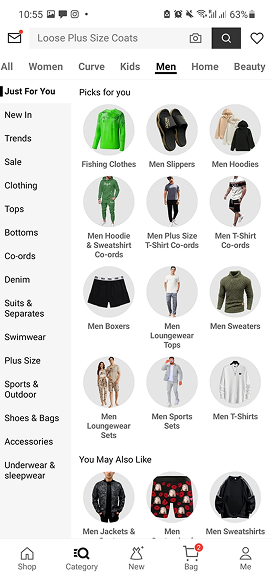 10:55
63%
Loose Plus Size Coats
All Women Curve Kids Men Home Beauty
Just For You
New In
Trends
Sale
Clothing
Tops
Bottoms
Co-ords
Denim
Suits &
Separates
Swimwear
Plus Size
Sports &
Outdoor
Shoes & Bags
Accessories
Underwear &
sleepwear
Picks for you
Fishing Clothes
Men Slippers
Men Hoodies
Men Hoodie
& Sweatshirt
Co-ords
Men Plus Size
T-Shirt Co-ords
Men T-Shirt
Co-ords
Men Boxers
Men
Loungewear
Tops
Men Sweaters
Men
Loungewear
Sets
Men Sports
Sets
Men T-Shirts
You May Also Like
Men Jackets &
Men
Men Sweatshirts
Shop
Category
New
2
Bag
Me